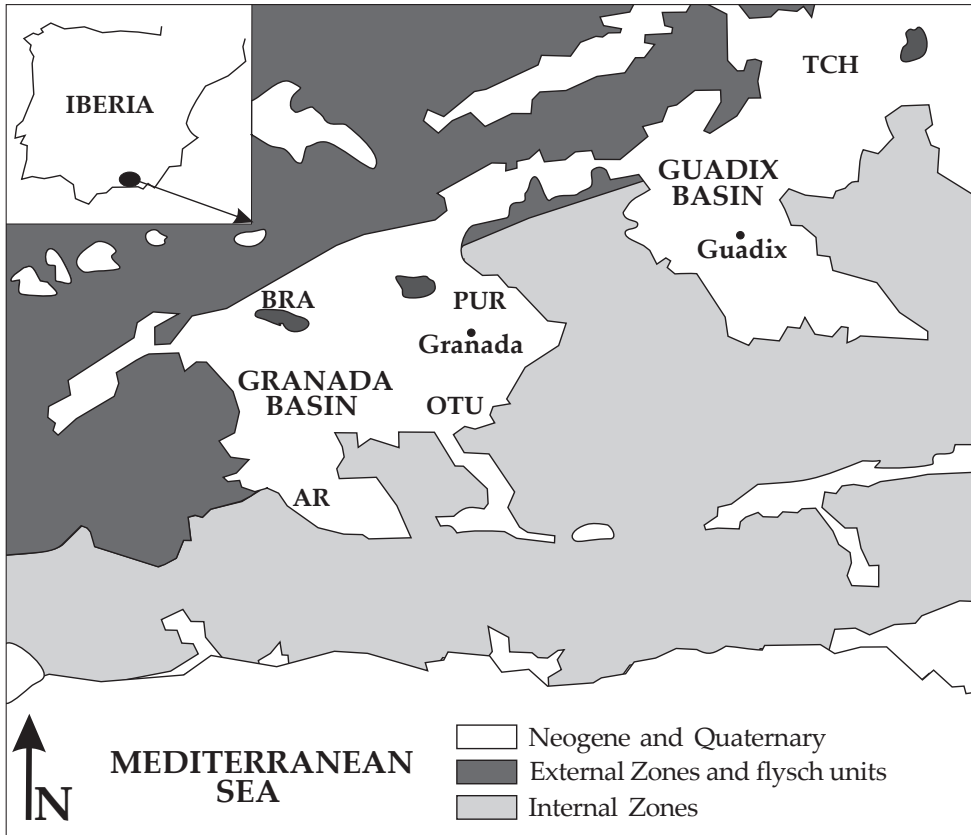 IBERIA
TCH
GUADIX
BASIN
Guadix
BRA
PUR
Granada
GRANADA
BASIN
OTU
AR
N
MEDITERRANEAN
SEA
Neogene and Quaternary
External Zones and flysch units
Internal Zones